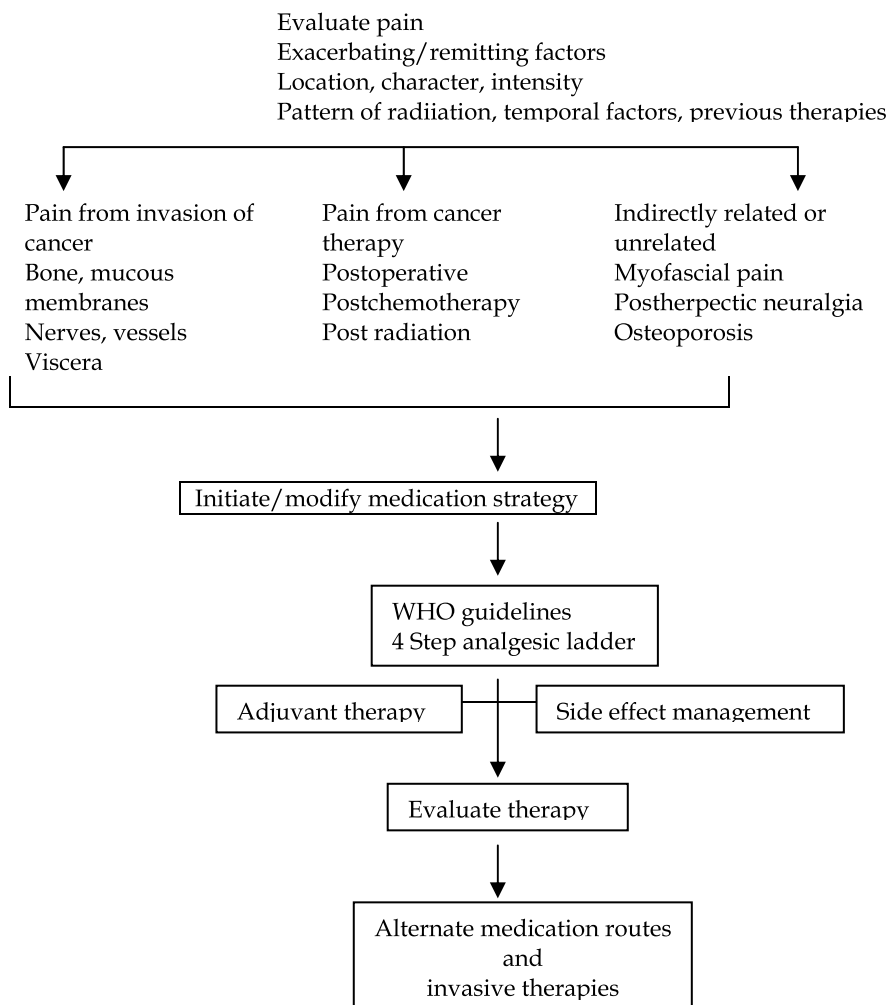 Evaluate pain
Exacerbating/remitting factors
Location, character, intensity
Pattern of radiiation, temporal factors, previous therapies
Pain from invasion of
cancer
Bone, mucous
membranes
Nerves, vessels
Viscera
Pain from cancer
therapy
Postoperative
Postchemotherapy
Post radiation
Indirectly related or
unrelated
Myofascial pain
Postherpectic neuralgia
Osteoporosis
Initiate/modify medication strategy
WHO guidelines
4 Step analgesic ladder
Adjuvant therapy
Side effect management
Evaluate therapy
Alternate medication routes
and
invasive therapies